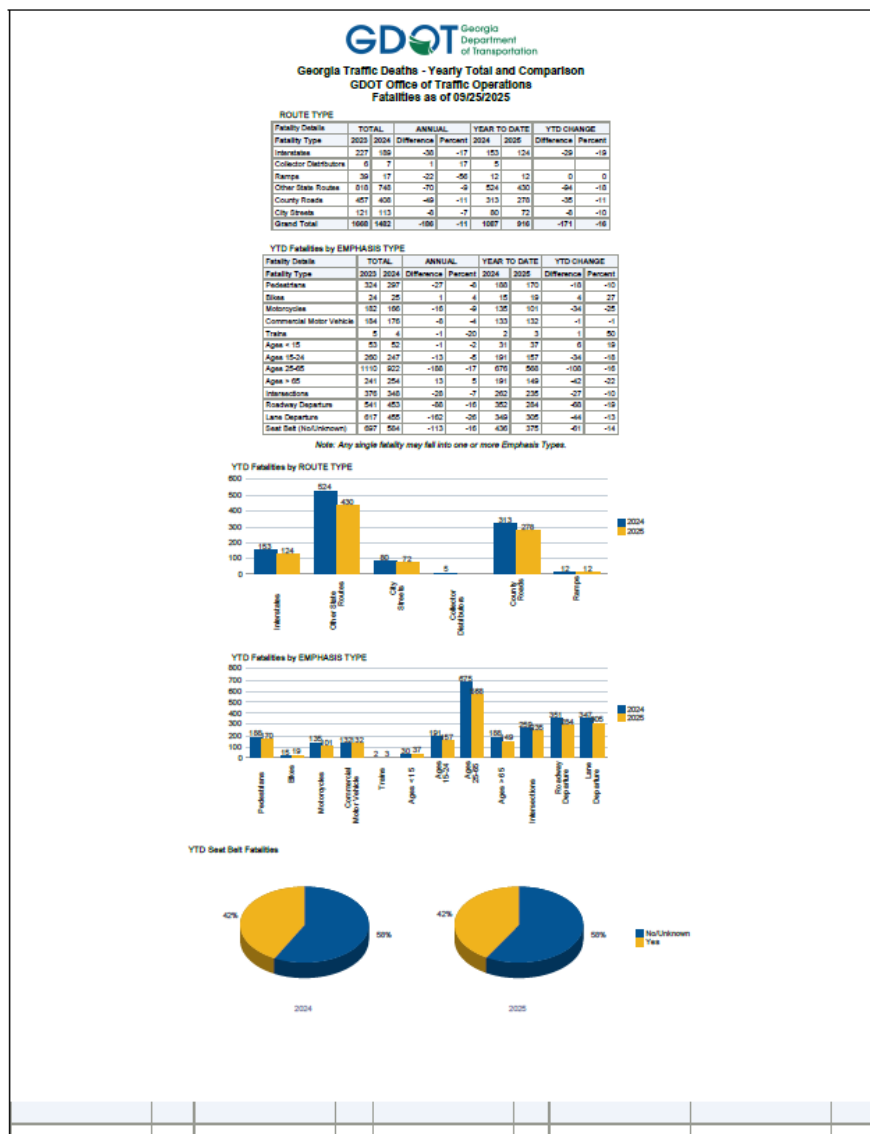 GDOT Georgia
Department
of Transportation
Georgia Traffic Deaths - Yearly Total and Comparison
GDOT Office of Traffic Operations
Fatalities as of 09/25/2025
ROUTE TYPE
Fatality Details TOTAL ANNUAL YEAR TO DATE YTD CHANGE
Fatality Type 2023 2024 Difference Percent 2024 2025 Difference Percent
Interstates 227 189 -38 -17 153 124 -29 -19
Collector Distributors 6 7 1 17 5
Ramps 39 17 -22 -56 12 12 0 0
Other State Routes 818 748 -70 -9 524 430 -94 -18
County Roads 457 408 -49 -11 313 278 -35 -11
City Streets 121 113 -8 -7 80 72 -8 -10
Grand Total 1668 1482 -186 -11 1087 916 -171 -16
YTD Fatalities by EMPHASIS TYPE
Fatality Details TOTAL ANNUAL YEAR TO DATE YTD CHANGE
Fatality Type 2023 2024 Difference Percent 2024 2025 Difference Percent
Pedestrians 324 297 -27 -8 188 170 -18 -10
Bikes 24 25 1 4 15 19 4 27
Motorcycles 182 166 -16 -9 135 101 -34 -25
Commercial Motor Vehicle 184 176 -8 -4 133 132 -1 -1
Trains 5 4 -1 -20 2 3 1 50
Ages < 15 53 52 -1 -2 31 37 6 19
Ages 15-24 260 247 -13 -5 191 157 -34 -18
Ages 25-65 1110 922 -188 -17 676 568 -108 -16
Ages > 65 241 254 13 5 191 149 -42 -22
Intersections 376 348 -28 -7 262 235 -27 -10
Roadway Departure 541 453 -88 -16 352 284 -68 -19
Lane Departure 617 455 -162 -26 349 305 -44 -13
Seat Belt (No/Unknown) 697 584 -113 -16 436 375 -61 -14
Note: Any single fatality may fall into one or more Emphasis Types.
YTD Fatalities by ROUTE TYPE
600
500
400
300
200
100
0
153 124
524 430
80 72
5
313 278
12 12
2024
2025
Interstates
Other State Routes
City Streets
Collector Distributors
County Roads
Ramps
YTD Fatalities by EMPHASIS TYPE
800
700
600
500
400
300
200
100
0
170
15 19
135 101
132 132
2 3
30 37
191 157
675 568
149
235
351 284
347 305
2024
2025
Pedestrians
Bikes
Motorcycles
Commercial Motor Vehicle
Trains
Ages <15
Ages 15-24
Ages 25-65
Ages > 65
Intersections
Roadway Departure
Lane Departure
YTD Seat Belt Fatalities
42%
58%
2024
42%
58%
2025
No/Unknown
Yes